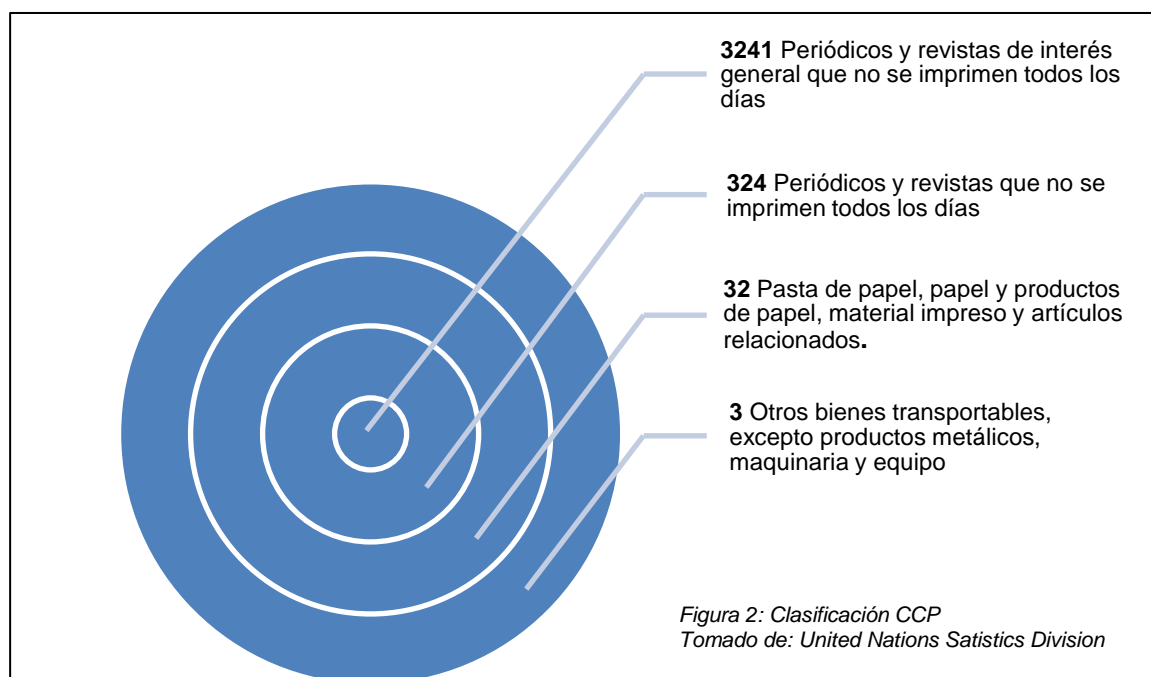 3241 Periódicos y revistas de interés
general que no se imprimen todos los
días
324 Periódicos y revistas que no se
imprimen todos los días
32 Pasta de papel, papel y productos
de papel, material impreso y artículos
relacionados.
3 Otros bienes transportables,
excepto productos metálicos,
maquinaria y equipo
Figura 2: Clasificación CCP
Tomado de: United Nations Satistics Division